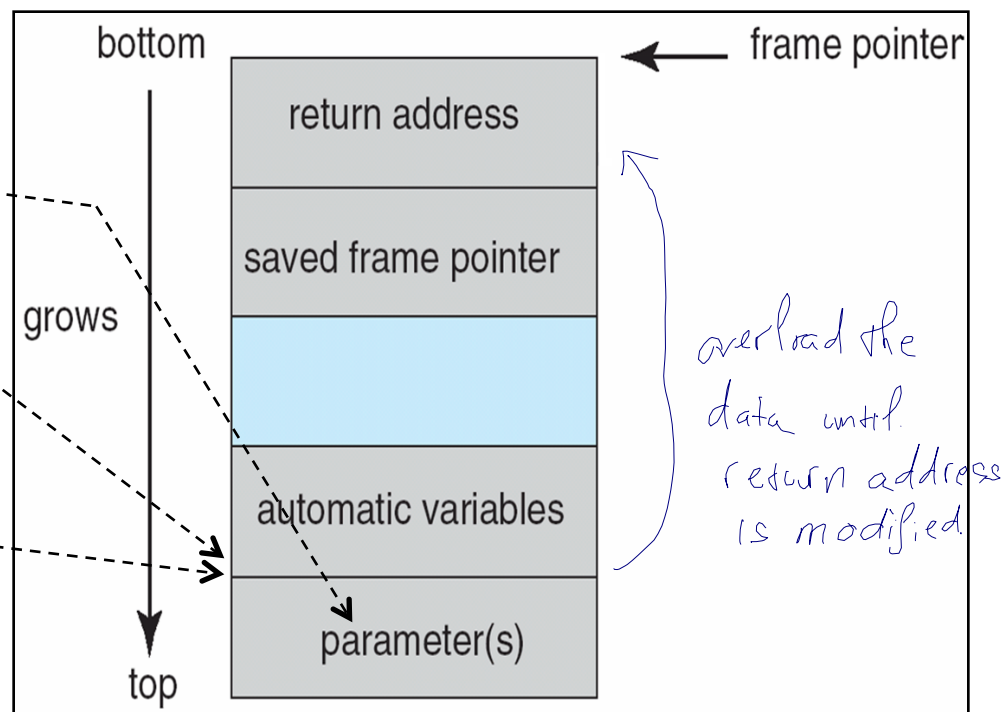 bottom
frame pointer
return address
saved frame pointer
grows
overload the
data until
return address
is modified.
automatic variables
parameter(s)
top